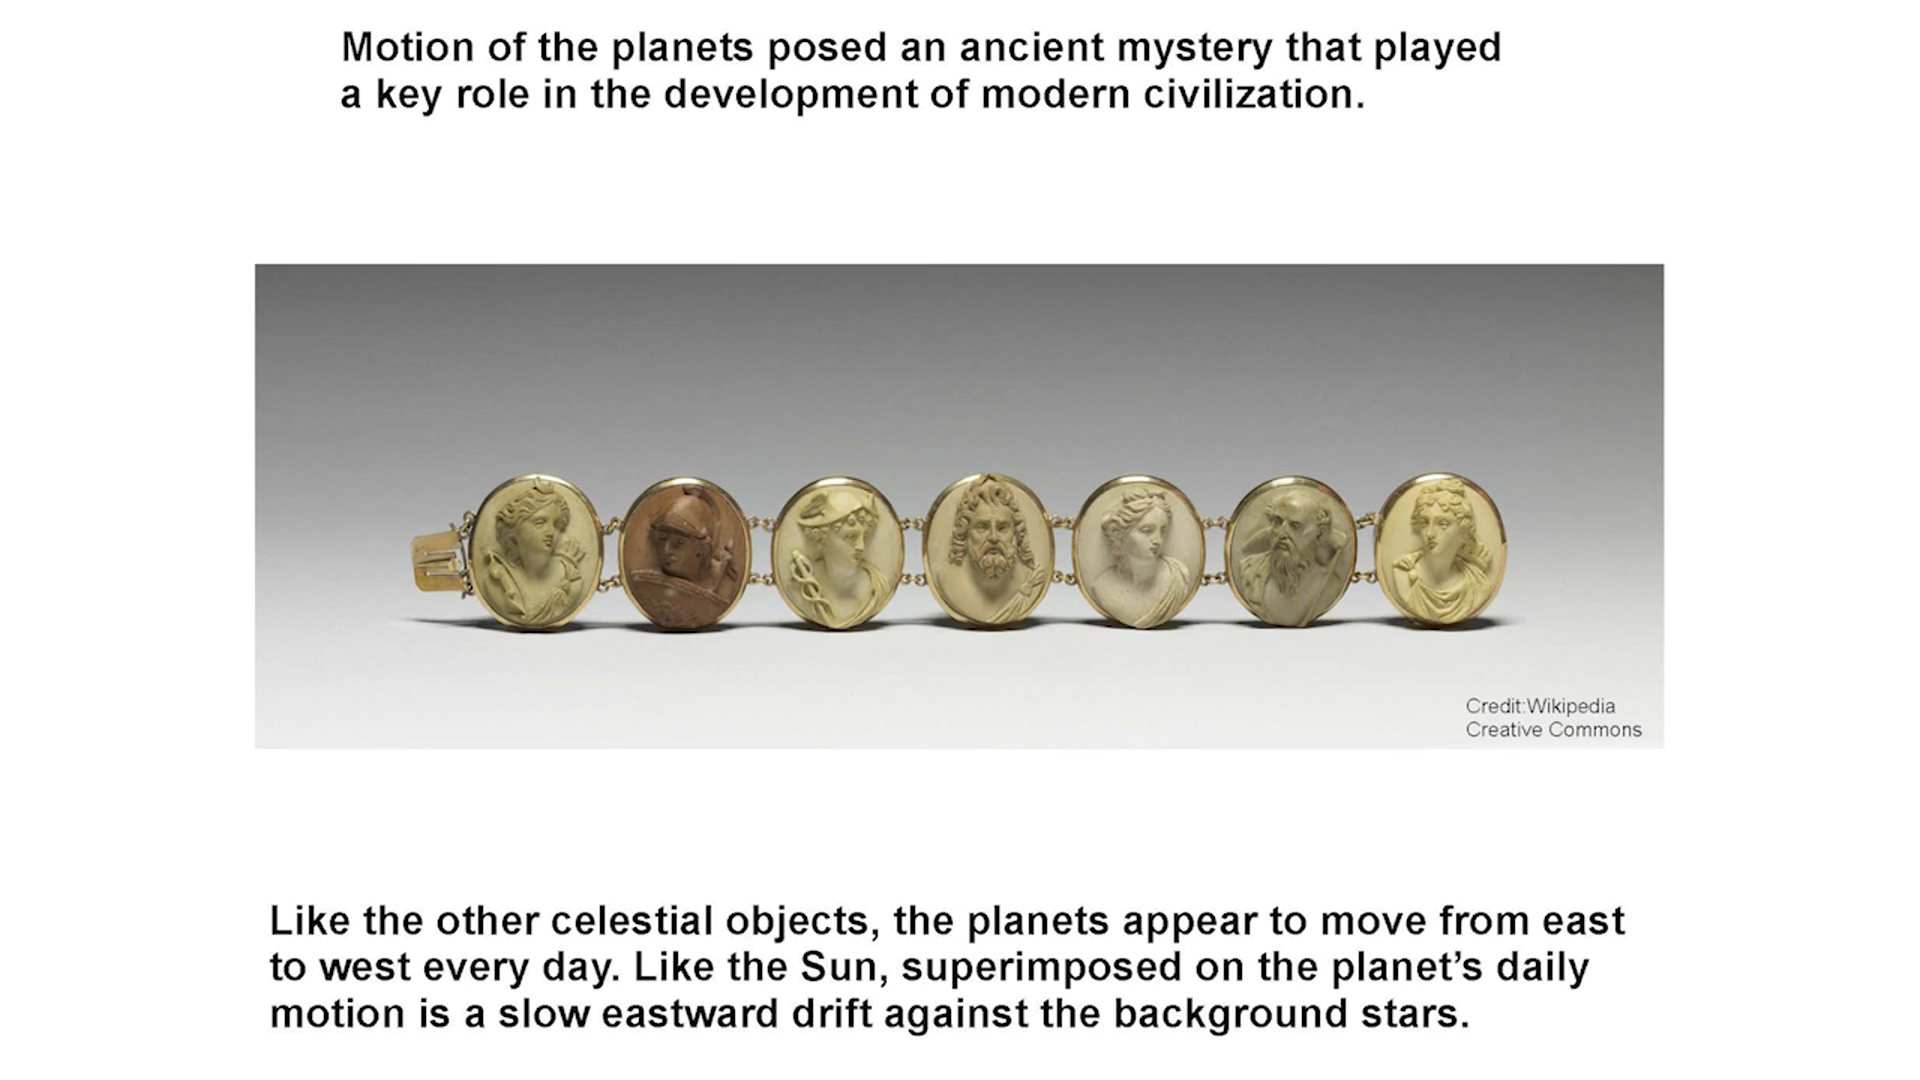 Motion of the planets posed an ancient mystery that played
a key role in the development of modern civilization.
Credit:Wikipedia
Creative Commons
Like the other celestial objects, the planets appear to move from east
to west every day. Like the Sun, superimposed on the planet’s daily
motion is a slow eastward drift against the background stars.